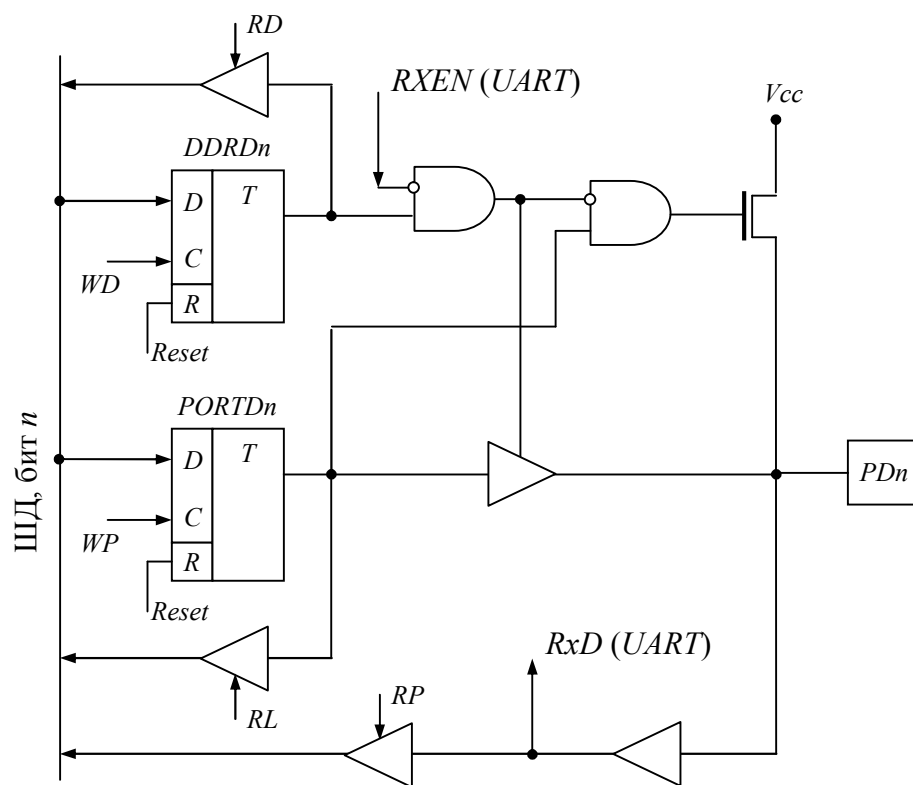 RD
RXEN (UART)
Vcc
DDRDn
D
T
C
WD
R
Reset
PORTDn
D
T
C
WP
R
Reset
ШД, бит n
PDn
RL
RxD (UART)
RP